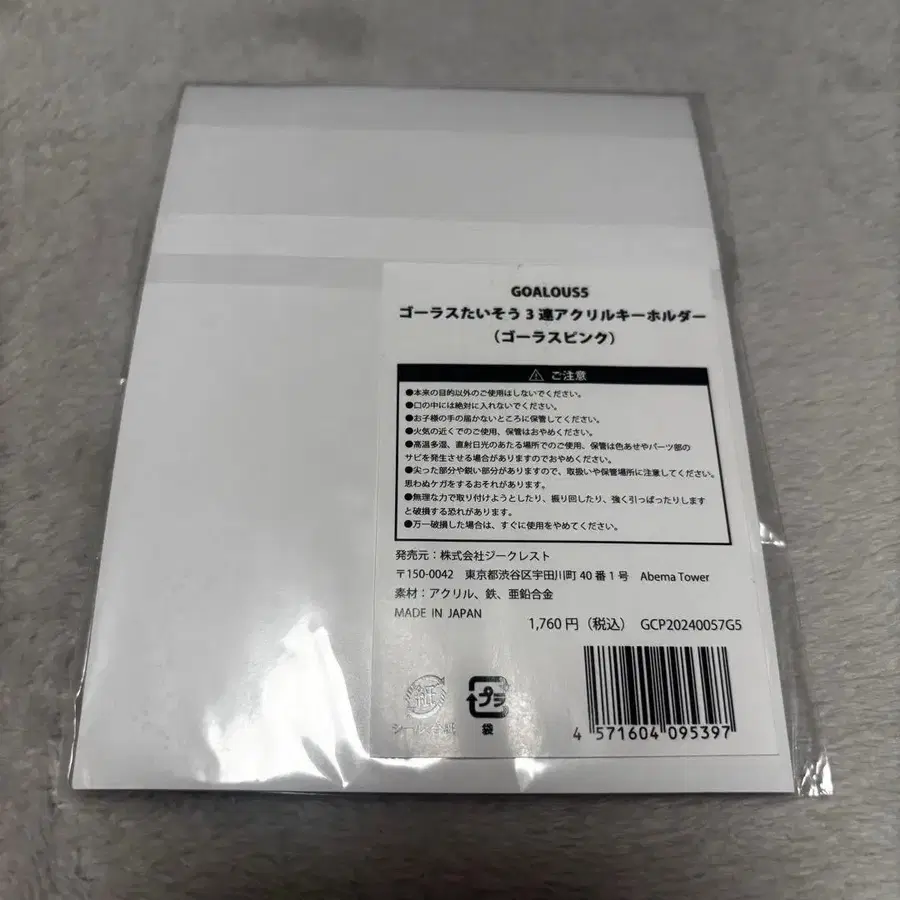 GOALOUS5
ゴーラスたいそう3連アクリルキーホルダー
（ゴーラスピンク）
ご注意
●本来の目的以外のご使用はしないでください。
●口の中には絶対に入れないでください。
●お子様の手の届かないところに保管してください。
●火気の近くでのご使用、保管はおやめください。
●高温多湿、直射日光のあたる場所でのご使用、保管は色あせやパーツ部の
サビを発生させる場合がありますのでおやめください。
●尖った部分や鋭い部分がありますので、取扱いや保管場所に注意してください。
思わぬケガをするおそれがあります。
●無理な力で取り付けようとしたり、振り回したり、強く引っぱったりします
と破損する恐れがあります。
●万一破損した場合は、すぐに使用をやめてください。
発売元：株式会社ジークレスト
〒150-0042 東京都渋谷区宇田川町40番1号 Abema Tower
素材：アクリル、鉄、亜鉛合金
MADE IN JAPAN
1,760円（税込） GCP20240057G5
紙
シール台紙
プラ
袋
4 571604 095397